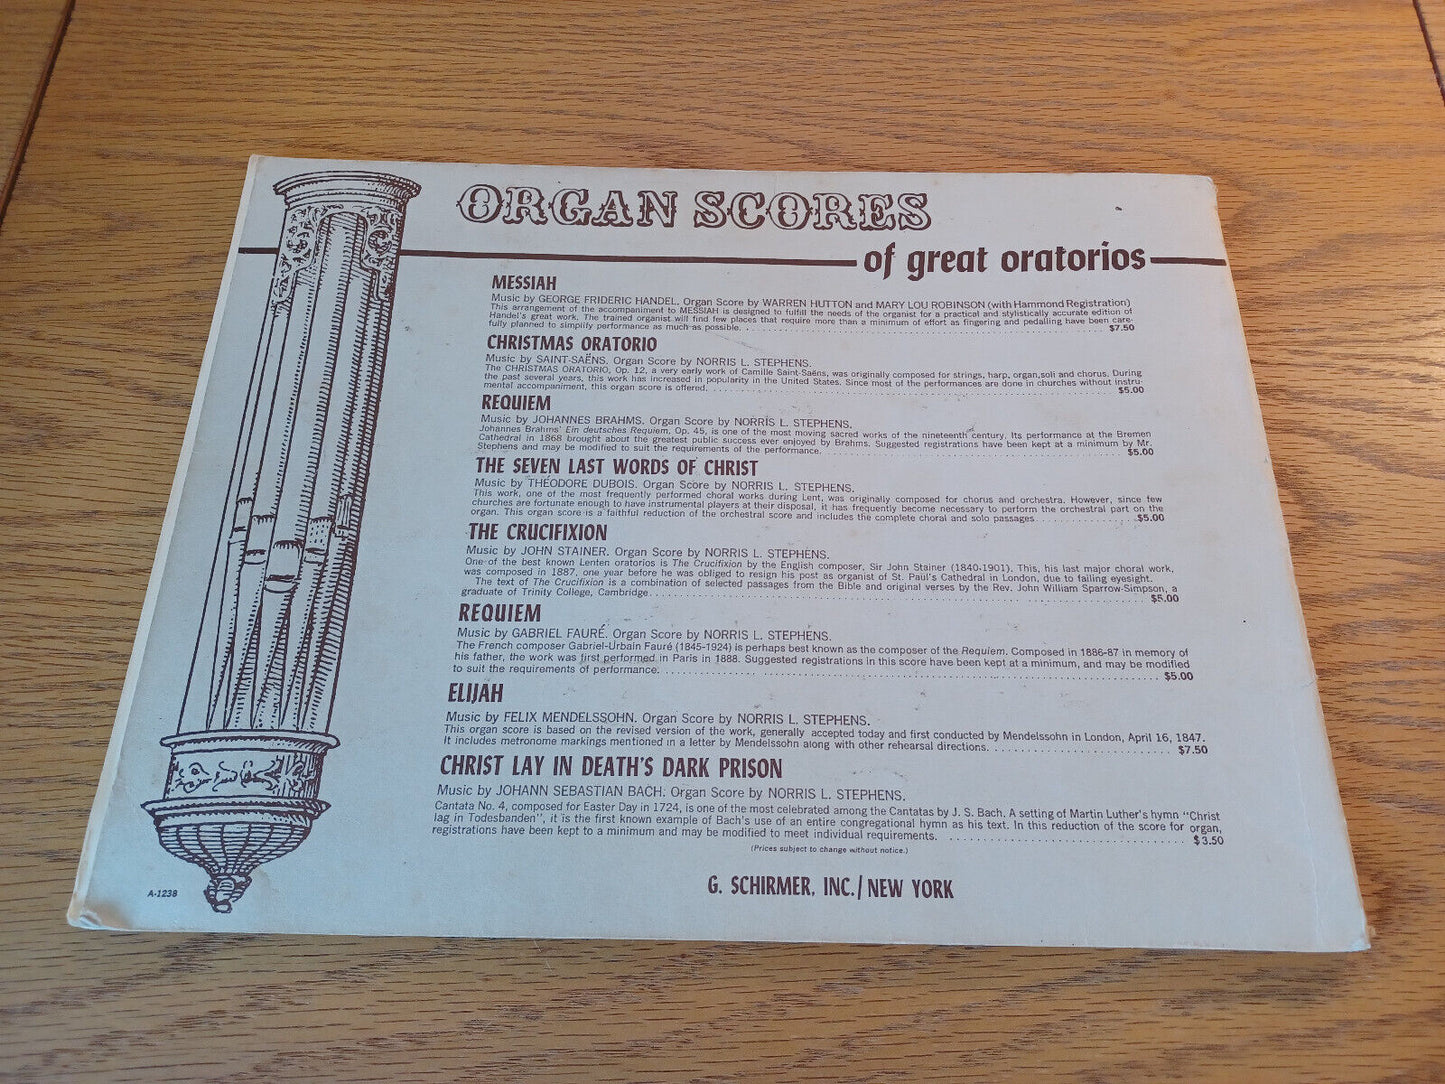 ORGAN SCORES
of great oratorios
MESSIAH
Music by GEORGE FRIDERIC HANDEL. Organ Score by WARREN HUTTON and MARY LOU ROBINSON (with Hammond Registration)
This arrangement of the accompaniment to MESSIAH is designed to fulfill the needs of the organist for a practical and stylistically accurate edition of
Handel's great work. The trained organist will find few places that require more than a minimum of effort as fingering and pedalling have been care-
fully planned to simplify performance as much as possible. $7.50
CHRISTMAS ORATORIO
Music by SAINT-SAËNS. Organ Score by NORRIS L. STEPHENS.
The CHRISTMAS ORATORIO, Op. 12, a very early work of Camille Saint-Saëns, was originally composed for strings, harp, organ,soli and chorus. During
the past several years, this work has increased in popularity in the United States. Since most of the performances are done in churches without instru-
mental accompaniment, this organ score is offered. $5.00
REQUIEM
Music by JOHANNES BRAHMS. Organ Score by NORRIS L. STEPHENS.
Johannes Brahms' Ein deutsches Requiem, Op. 45, is one of the most moving sacred works of the nineteenth century. Its performance at the Bremen
Cathedral in 1868 brought about the greatest public success ever enjoyed by Brahms. Suggested registrations have been kept at a minimum by Mr.
Stephens and may be modified to suit the requirements of the performance. $5.00
THE SEVEN LAST WORDS OF CHRIST
Music by THEODORE DUBOIS. Organ Score by NORRIS L. STEPHENS.
This work, one of the most frequently performed choral works during Lent, was originally composed for chorus and orchestra. However, since few
churches are fortunate enough to have instrumental players at their disposal, it has frequently become necessary to perform the orchestral part on the
organ. This organ score is a faithful reduction of the orchestral score and includes the complete choral and solo passages $5.00
THE CRUCIFIXION
Music by JOHN STAINER. Organ Score by NORRIS L. STEPHENS.
One of the best known Lenten oratorios is The Crucifixion by the English composer, Sir John Stainer (1840-1901). This, his last major choral work,
was composed in 1887, one year before he was obliged to resign his post as organist of St. Paul's Cathedral in London, due to failing eyesight.
The text of The Crucifixion is a combination of selected passages from the Bible and original verses by the Rev. John William Sparrow-Simpson, a
graduate of Trinity College, Cambridge. $5.00
REQUIEM
Music by GABRIEL FAURÉ. Organ Score by NORRIS L. STEPHENS.
The French composer Gabriel-Urbain Fauré (1845-1924) is perhaps best known as the composer of the Requiem. Composed in 1886-87 in memory of
his father, the work was first performed in Paris in 1888. Suggested registrations in this score have been kept at a minimum, and may be modified
to suit the requirements of performance. $5.00
ELIJAH
Music by FELIX MENDELSSOHN. Organ Score by NORRIS L. STEPHENS.
This organ score is based on the revised version of the work, generally accepted today and first conducted by Mendelssohn in London, April 16, 1847.
It includes metronome markings mentioned in a letter by Mendelssohn along with other rehearsal directions. $7.50
CHRIST LAY IN DEATH'S DARK PRISON
Music by JOHANN SEBASTIAN BACH. Organ Score by NORRIS L. STEPHENS.
Cantata No. 4, composed for Easter Day in 1724, is one of the most celebrated among the Cantatas by J. S. Bach. A setting of Martin Luther's hymn "Christ
lag in Todesbanden", it is the first known example of Bach's use of an entire congregational hymn as his text. In this reduction of the score for organ,
registrations have been kept to a minimum and may be modified to meet individual requirements. $3.50
(Prices subject to change without notice.)
G. SCHIRMER, INC./NEW YORK
A-1238